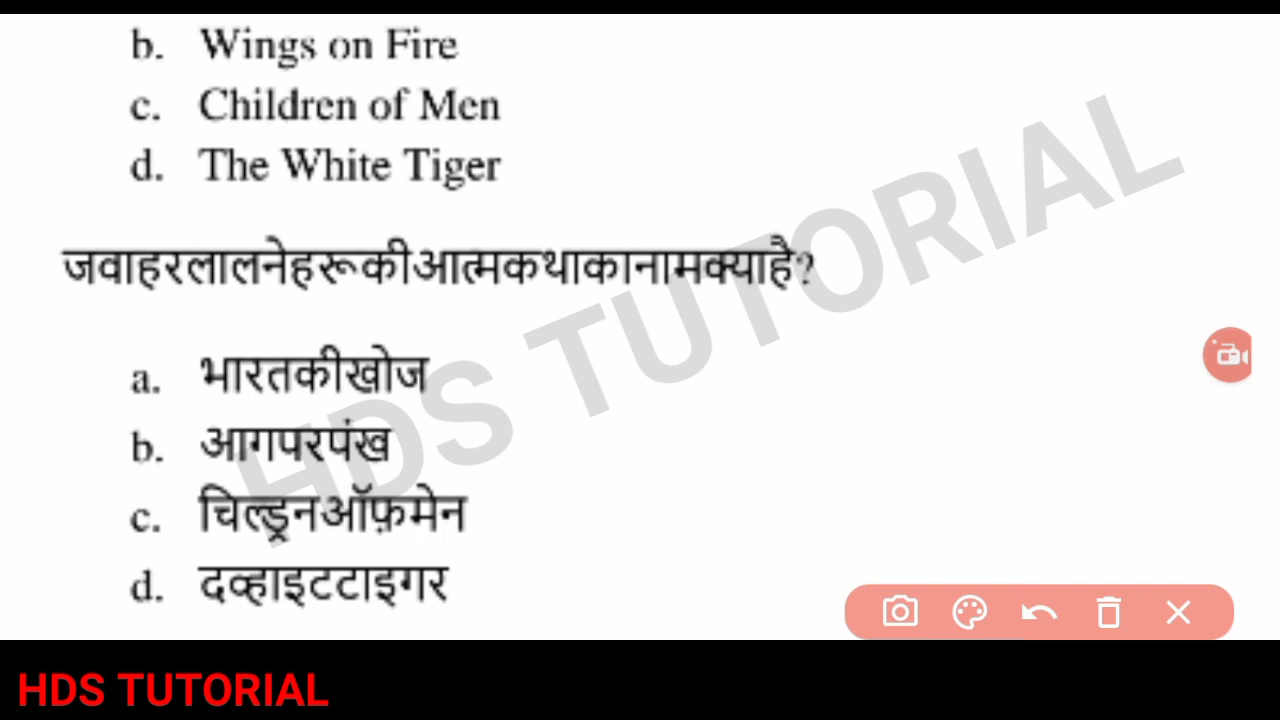 b. Wings on Fire
c. Children of Men
d. The White Tiger
जवाहरलालनेहरूकीआत्मकथाकानामक्याहै?
a. भारतकीखोज
b. आगपरपंख
c. चिल्ड्रनऑफ़मेन
d. दव्हाइटटाइगर
HDS TUTORIAL
HDS TUTORIAL